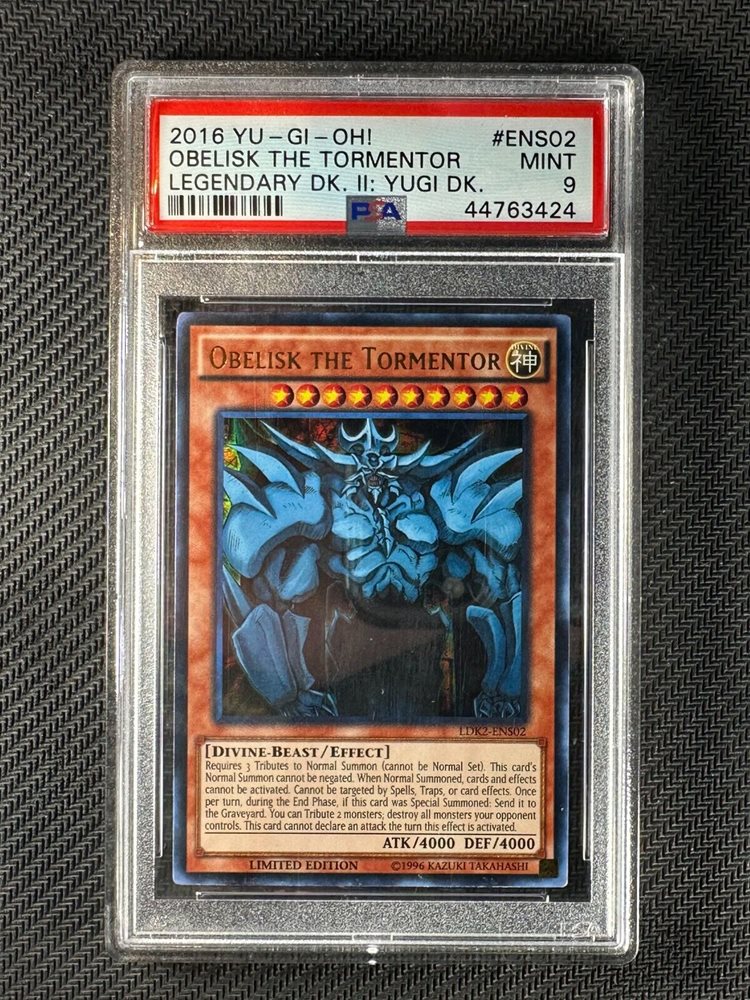 2016 YU-GI-OH! #ENS02
OBELISK THE TORMENTOR MINT
LEGENDARY DK. II: YUGI DK. 9
PSA 44763424
OBELISK THE TORMENTOR
DIVINE
神
LDK2-ENS02
[DIVINE-BEAST/EFFECT]
Requires 3 Tributes to Normal Summon (cannot be Normal Set). This card's
Normal Summon cannot be negated. When Normal Summoned, cards and effects
cannot be activated. Cannot be targeted by Spells, Traps, or card effects. Once
per turn, during the End Phase, if this card was Special Summoned: Send it to
the Graveyard. You can Tribute 2 monsters; destroy all monsters your opponent
controls. This card cannot declare an attack the turn this effect is activated.
ATK/4000 DEF/4000
LIMITED EDITION ©1996 KAZUKI TAKAHASHI